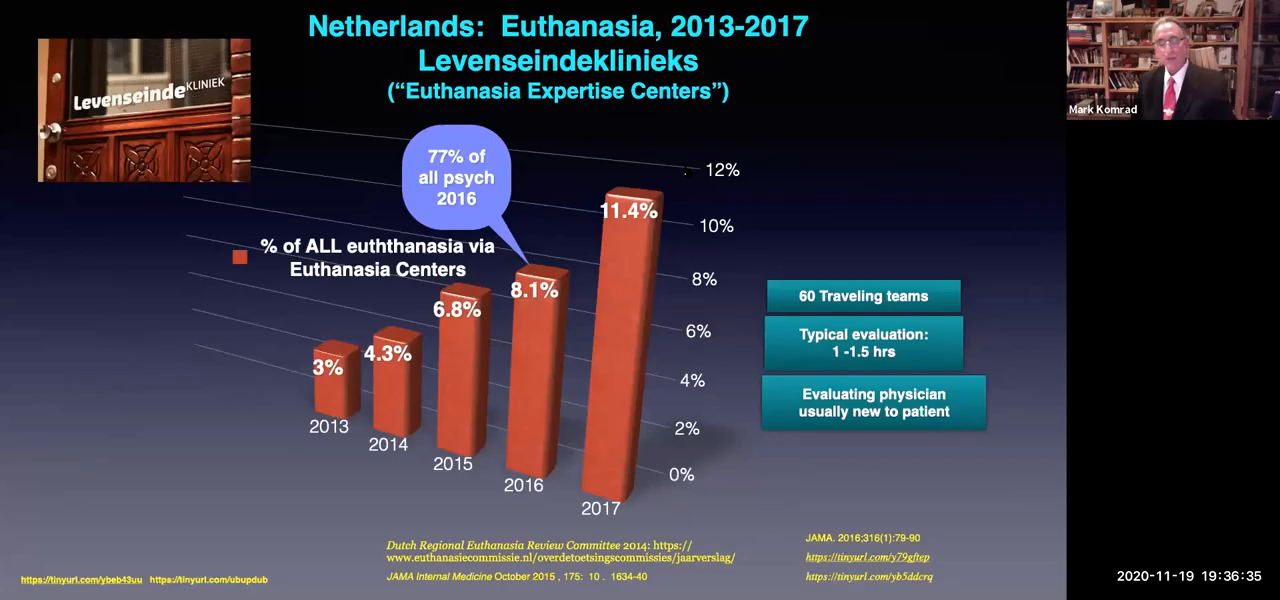 Netherlands: Euthanasia, 2013-2017
Levenseindeklinieks
(“Euthanasia Expertise Centers”)
Levenseinde KLINIEK
Mark Komrad
77% of
all psych
2016
% of ALL euththanasia via
Euthanasia Centers
12%
10%
8%
6%
4%
2%
0%
3%
4.3%
6.8%
8.1%
11.4%
2013
2014
2015
2016
2017
60 Traveling teams
Typical evaluation:
1 -1.5 hrs
Evaluating physician
usually new to patient
Dutch Regional Euthanasia Review Committee 2014: https://
www.euthanasiecommissie.nl/overdetoetsingscommissies/jaarverslag/
JAMA Internal Medicine October 2015 , 175: 10 . 1634-40
JAMA. 2016;316(1):79-90
https://tinyurl.com/y79gftep
https://tinyurl.com/yb5ddcrq
https://tinyurl.com/ybeb43uu https://tinyurl.com/ubupdub
2020-11-19 19:36:35